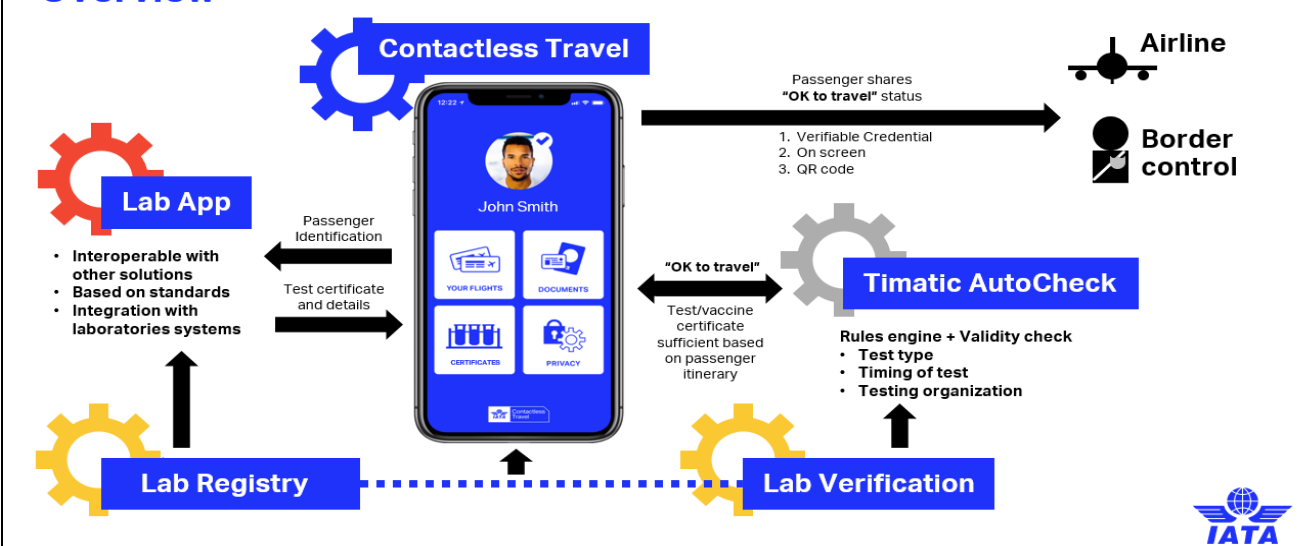 Overview
Contactless Travel
Airline
Border
control
Passenger shares
“OK to travel” status
1. Verifiable Credential
2. On screen
3. QR code
12:22
John Smith
YOUR FLIGHTS
DOCUMENTS
CERTIFICATES
PRIVACY
IATA
Contactless
Travel
Lab App
• Interoperable with
other solutions
• Based on standards
• Integration with
laboratories systems
Passenger
Identification
Test certificate
and details
“OK to travel”
Test/vaccine
certificate
sufficient based
on passenger
itinerary
Timatic AutoCheck
Rules engine + Validity check
• Test type
• Timing of test
• Testing organization
Lab Registry
Lab Verification
IATA